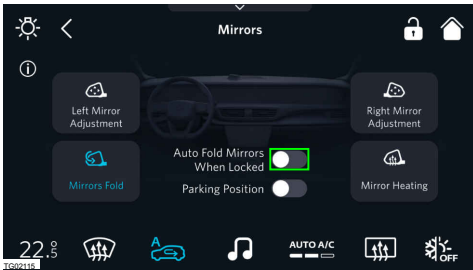 Mirrors
Left Mirror
Adjustment
Right Mirror
Adjustment
Auto Fold Mirrors
When Locked
Mirrors Fold
Parking Position
Mirror Heating
22.5°
A
AUTO A/C
OFF
TG02115